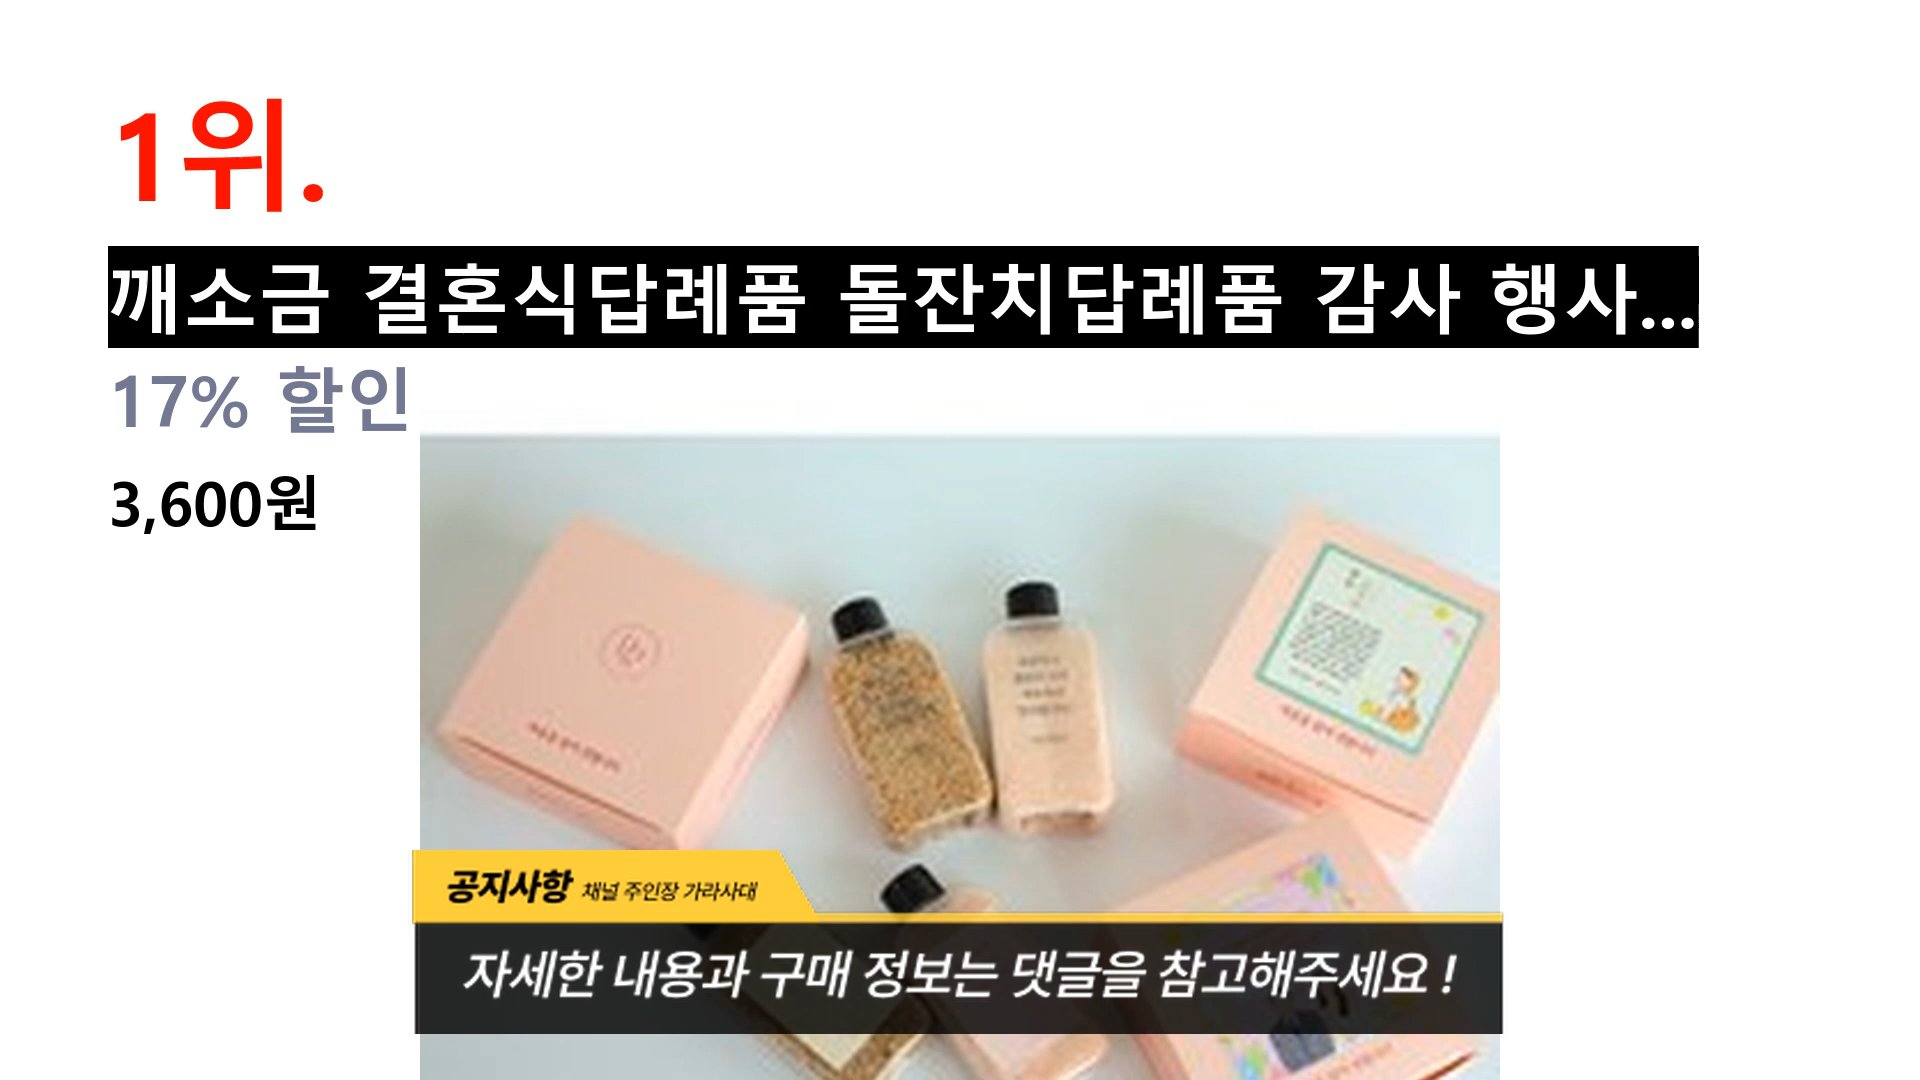 1위.
깨소금 결혼식답례품 돌잔치답례품 감사 행사...
17% 할인
3,600원
공지사항 채널 주인장 가라사대
자세한 내용과 구매 정보는 댓글을 참고해주세요 !